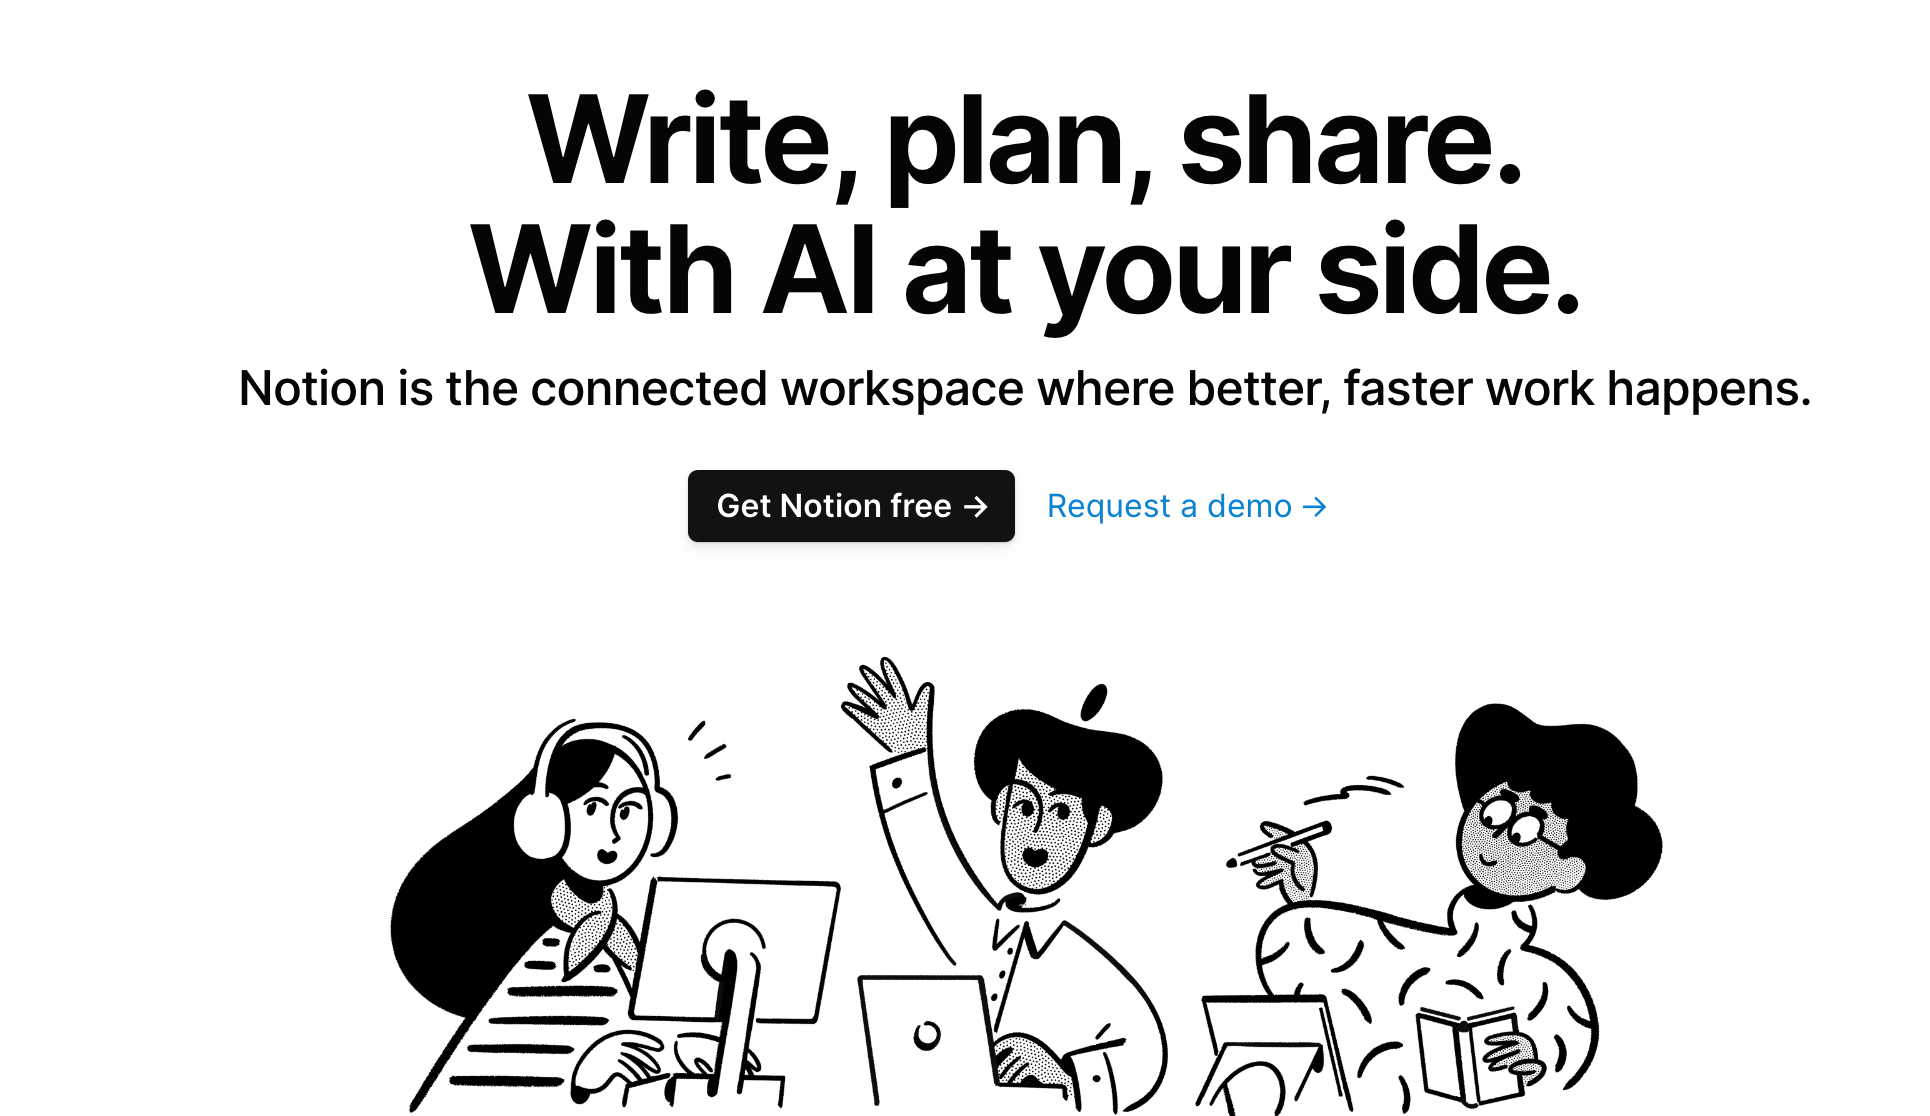 Write, plan, share.
With AI at your side.
Notion is the connected workspace where better, faster work happens.
Get Notion free →
Request a demo →